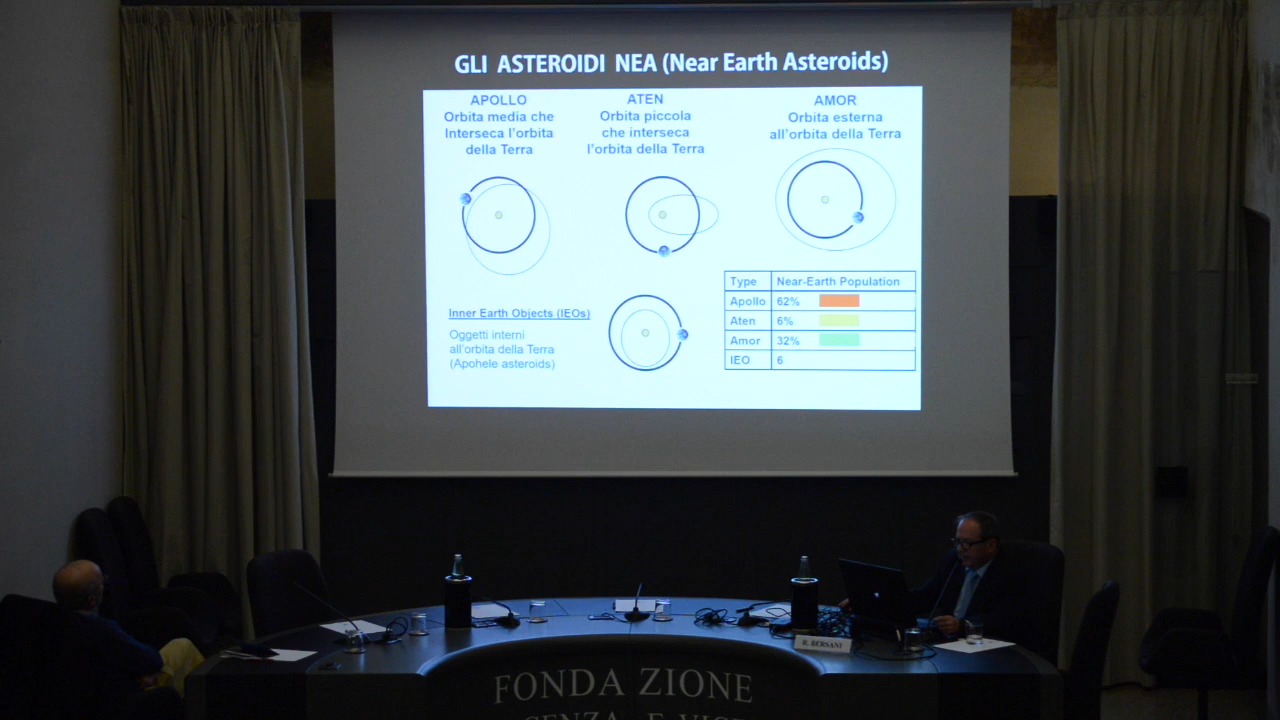 GLI ASTEROIDI NEA (Near Earth Asteroids)
APOLLO
Orbita media che
Interseca l'orbita
della Terra
ATEN
Orbita piccola
che interseca
l'orbita della Terra
AMOR
Orbita esterna
all'orbita della Terra
Inner Earth Objects (IEOs)
Oggetti interni
all'orbita della Terra
(Apohele asteroids)
Type Near-Earth Population
Apollo 62%
Aten 6%
Amor 32%
IEO 6
R. BERSANI
FONDAZIONE